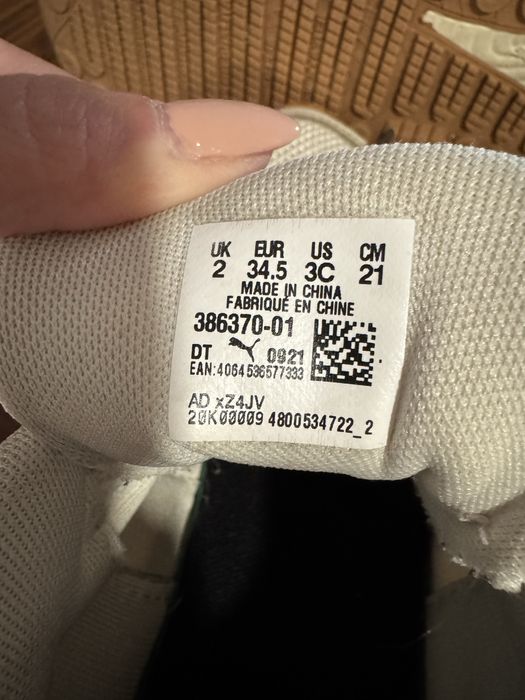 UK EUR US CM
2 34.5 3C 21
MADE IN CHINA
FABRIQUÉ EN CHINE
386370-01
DT 0921
EAN:4064536577333
AD xZ4JV
20K00009 4800534722_2